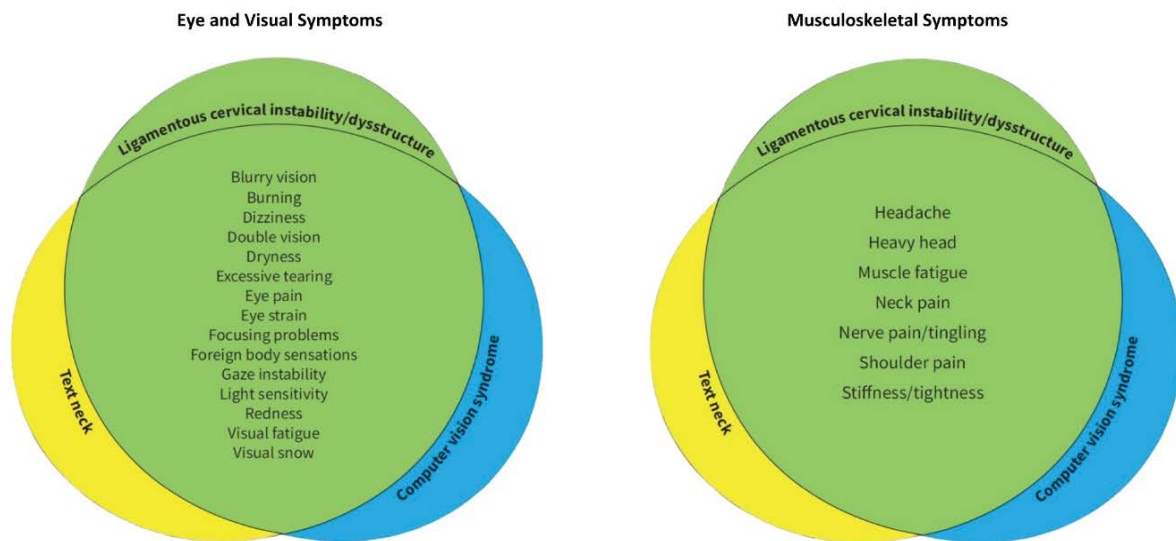 Eye and Visual Symptoms
Ligamentous cervical instability/dysstructure
Blurry vision
Burning
Dizziness
Double vision
Dryness
Excessive tearing
Eye pain
Eye strain
Focusing problems
Foreign body sensations
Gaze instability
Light sensitivity
Redness
Visual fatigue
Visual snow
Text neck
Computer vision syndrome
Musculoskeletal Symptoms
Ligamentous cervical instability/dysstructure
Headache
Heavy head
Muscle fatigue
Neck pain
Nerve pain/tingling
Shoulder pain
Stiffness/tightness
Text neck
Computer vision syndrome